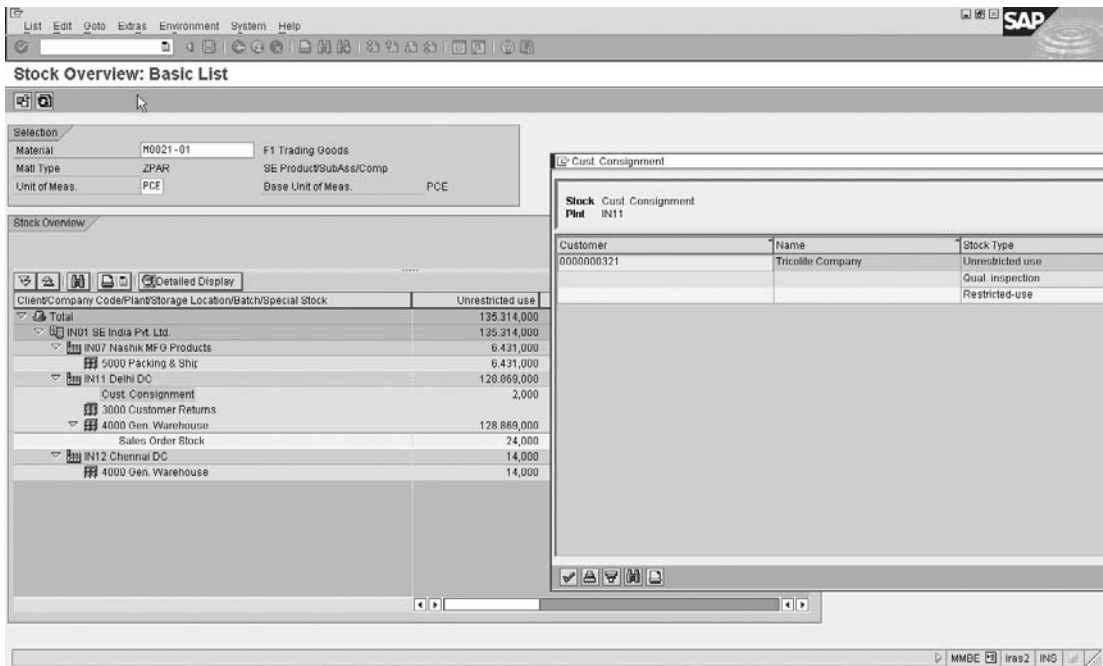 List Edit Goto Extras Environment System Help
SAP
Stock Overview: Basic List
Selection
Material M0021-01 F1 Trading Goods
Matl Type ZPAR SE Product/SubAss/Comp
Unit of Meas. PCE Base Unit of Meas. PCE
Stock Overview
Detailed Display
Client/Company Code/Plant/Storage Location/Batch/Special Stock Unrestricted use
Total 135.314,000
IN01 SE India Pvt. Ltd. 135.314,000
IN07 Nashik MFG Products 6.431,000
5000 Packing & Ship 6.431,000
IN11 Delhi DC 128.869,000
Cust. Consignment 2,000
3000 Customer Returns
4000 Gen. Warehouse 128.869,000
Sales Order Stock 24,000
IN12 Chennai DC 14,000
4000 Gen. Warehouse 14,000
Cust. Consignment
Stock Cust. Consignment
Plnt IN11
Customer Name Stock Type
0000000321 Tricolite Company Unrestricted use
Qual. inspection
Restricted-use
MMBE iras2 INS